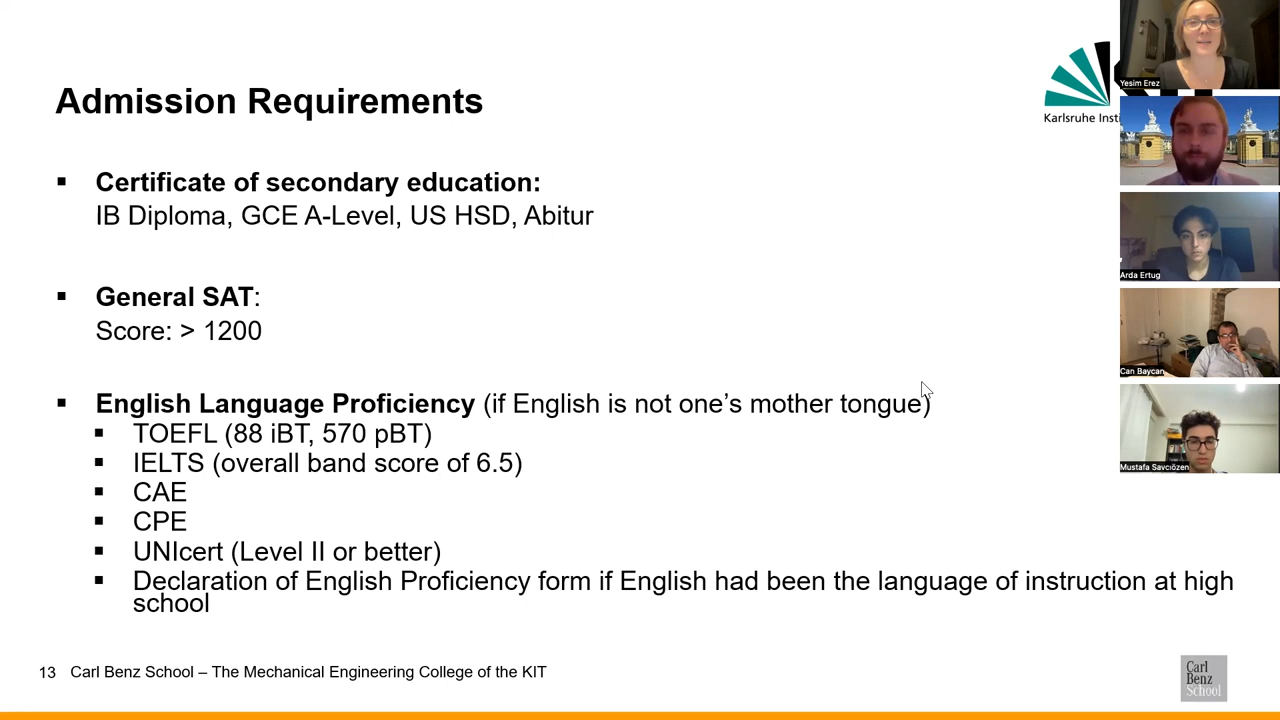 Admission Requirements
Karlsruhe Insti
▪ Certificate of secondary education:
IB Diploma, GCE A-Level, US HSD, Abitur
▪ General SAT:
Score: > 1200
▪ English Language Proficiency (if English is not one’s mother tongue)
▪ TOEFL (88 iBT, 570 pBT)
▪ IELTS (overall band score of 6.5)
▪ CAE
▪ CPE
▪ UNIcert (Level II or better)
▪ Declaration of English Proficiency form if English had been the language of instruction at high
school
Yesim Erez
Arda Ertug
Can Baycan
Mustafa Savcıözen
13 Carl Benz School – The Mechanical Engineering College of the KIT
Carl
Benz
School